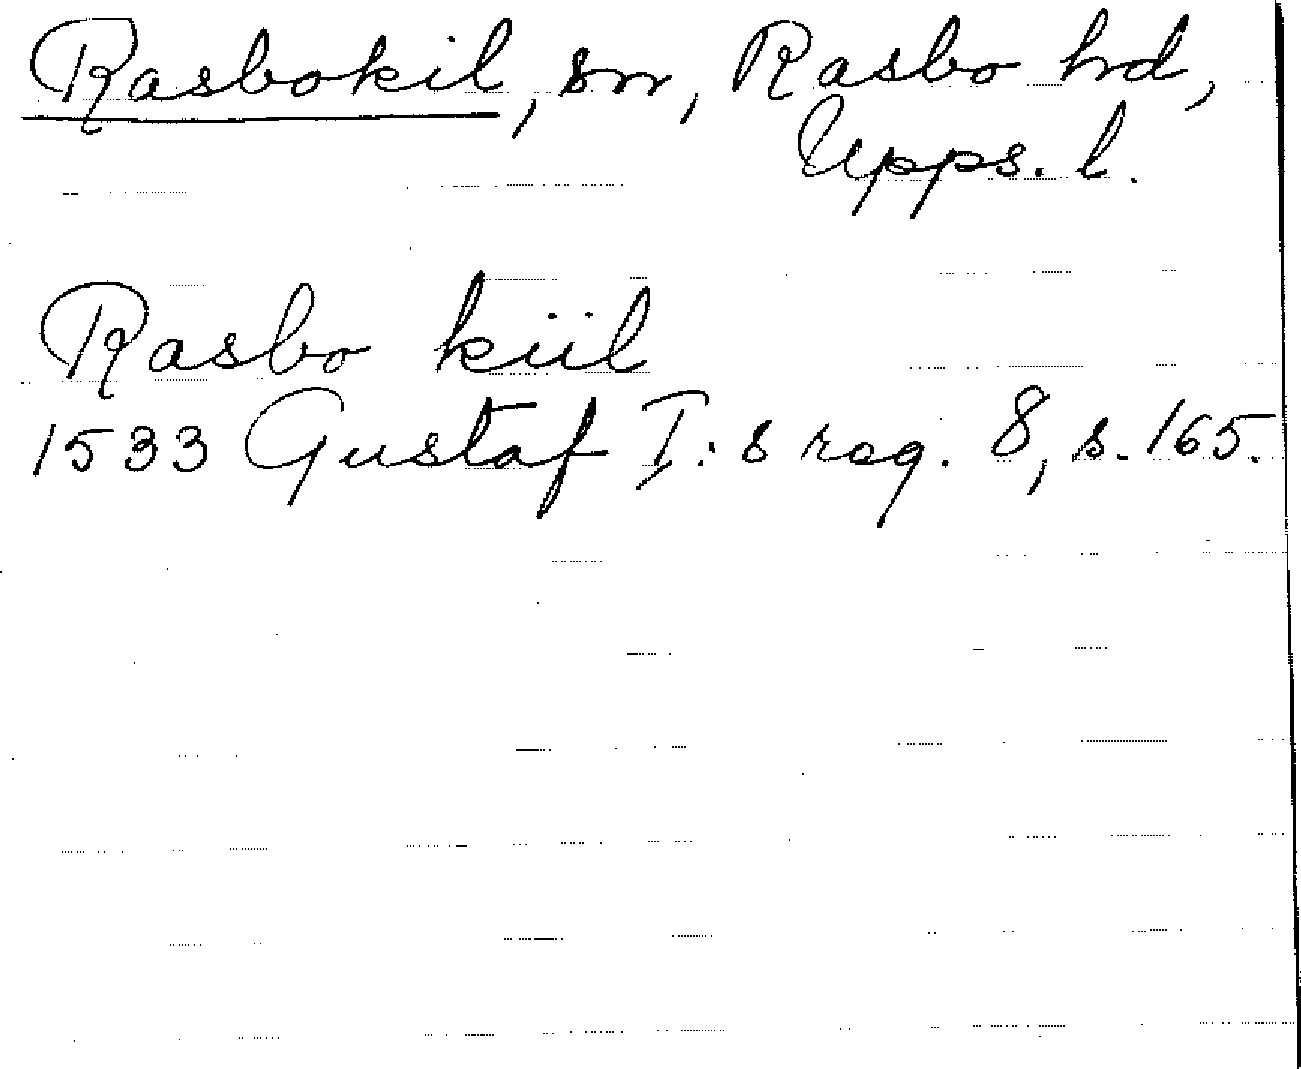 Rasbokil, sn, Rasbo hd,
Upps. l.
Rasbo kiil
1533 Gustaf I:s reg. 8, s. 165.